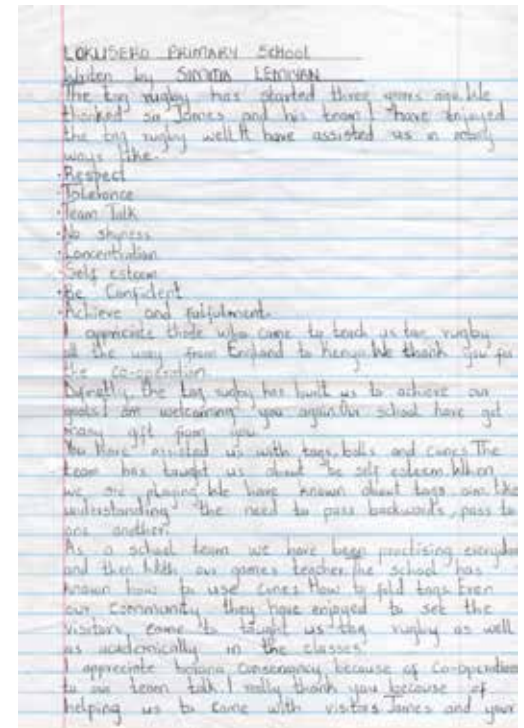 LOKUSERO PRIMARY School
Writen by SIMMTA LEMIYAN
The tag rugby has started three years ago. We
thanked sir James and his team. I have enjoyed
the tag rugby well. It have assisted us in
ways like:-
• Respect
• Tolerance
• Team Talk
• No shyness
• Concentration
• Self esteem
• Be Confident
• Achieve and fulfulment.
I appriciate those who came to teach us tag rugby
all the way from England to Kenya. We thank you for
the co-operation.
the tag rugby has built us to achieve our
goals. I am welcoming you again. Our school have got
many gift from you.
You have assisted us with tags, balls and cones. The
team has taught us about be self esteem. When
we are playing. We have known about tags aim like
understanding the need to pass backwards, pass to
one another.
As a school team we have been practising everyday
and then With our games teacher. The school has
known how to use cones. How to fold tags. Even
our Community they have enjoyed to see the
visitors came to taught us tag rugby as well
as academically in the classes.
I appreciate conservancy because of Co-operation
to our team talk. I really thank you because of
helping us to came with visitors James and your